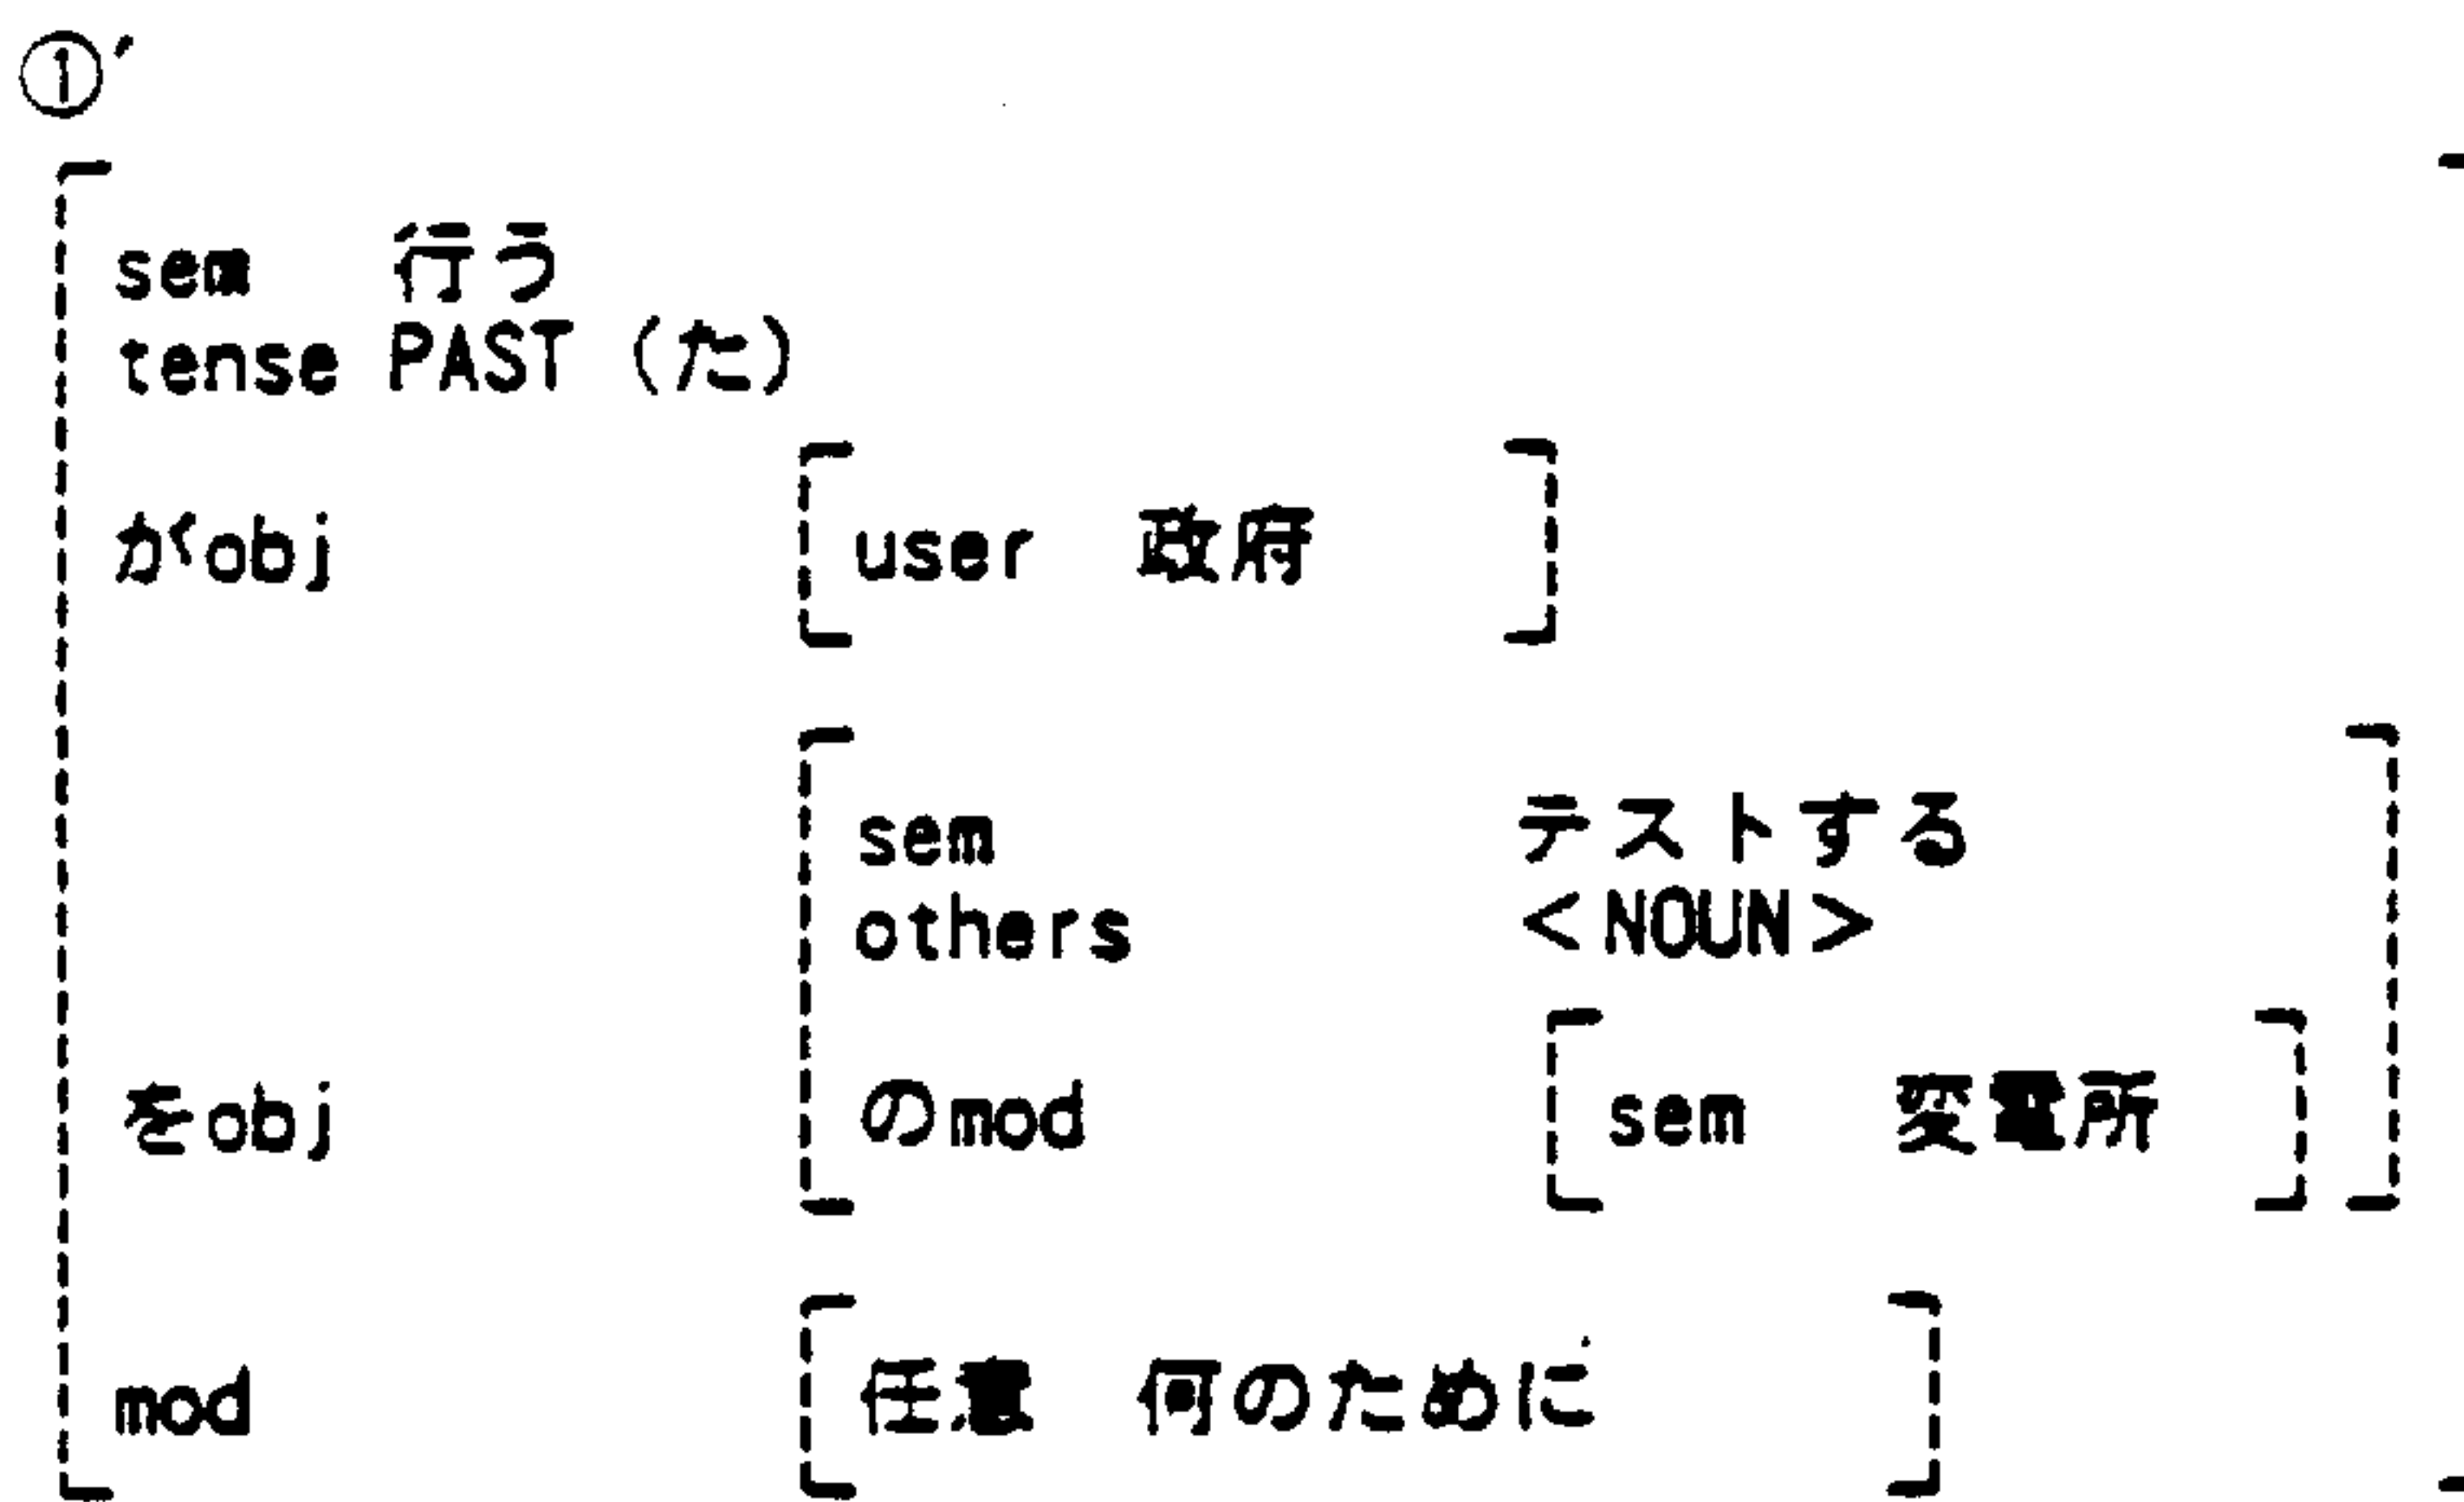 ①′
sem 行う
tense PAST (た)
がobj user 政府
sem テストする
others <NOUN>
をobj のmod sem 変電所
mod 任意 何のために